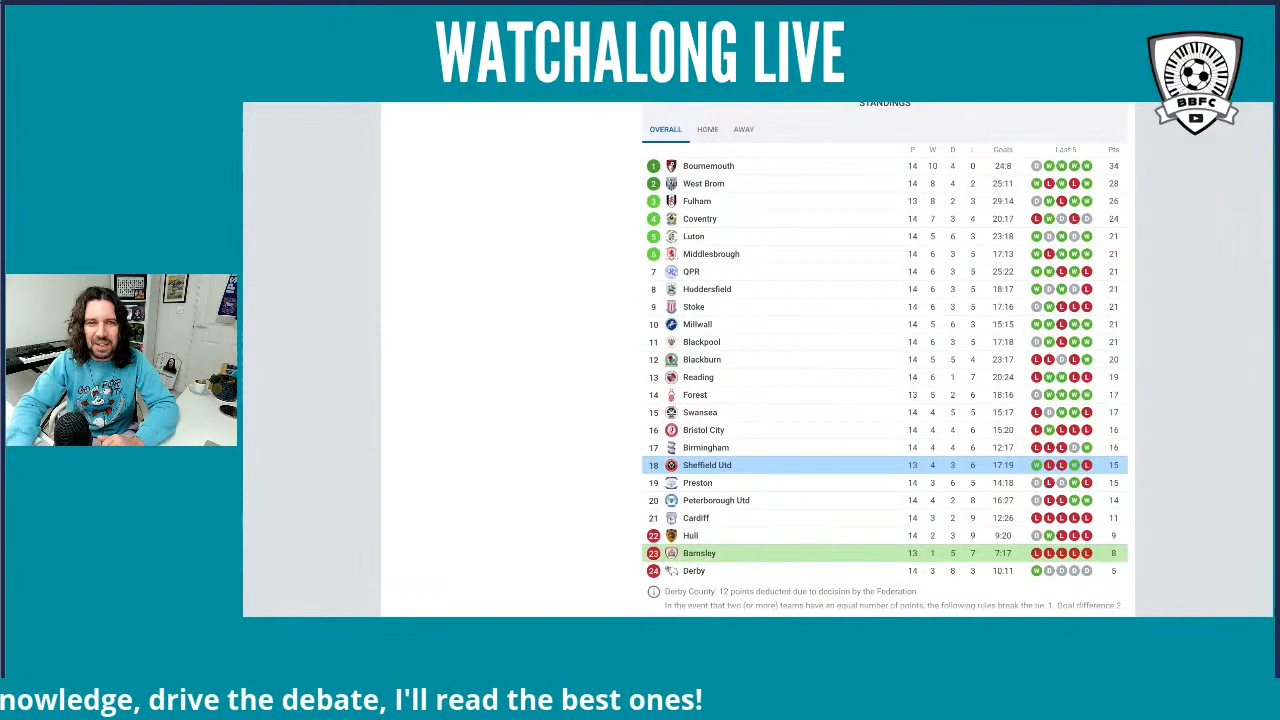 WATCHALONG LIVE
BBFC
STANDINGS
OVERALL HOME AWAY
P W D L Goals Last 5 Pts
1 Bournemouth 14 10 4 0 24:8 D W W W W 34
2 West Brom 14 8 4 2 25:11 W L W L W 28
3 Fulham 13 8 2 3 29:14 D W L W W 26
4 Coventry 14 7 3 4 20:17 L W D L D 24
5 Luton 14 5 6 3 23:18 W D W D W 21
6 Middlesbrough 14 6 3 5 17:13 W L W W W 21
7 QPR 14 6 3 5 25:22 W W L W L 21
8 Huddersfield 14 6 3 5 18:17 W D W D L 21
9 Stoke 14 6 3 5 17:16 D W L L L 21
10 Millwall 14 5 6 3 15:15 W W L W W 21
11 Blackpool 14 6 3 5 17:18 D W L W W 21
12 Blackburn 14 5 5 4 23:17 L L D L W 20
13 Reading 14 6 1 7 20:24 L W W L L 19
14 Forest 13 5 2 6 18:16 D W W W W 17
15 Swansea 14 4 5 5 15:17 L D W W L 17
16 Bristol City 14 4 4 6 15:20 L W L L L 16
17 Birmingham 14 4 4 6 12:17 L L L D W 16
18 Sheffield Utd 13 4 3 6 17:19 W L L W L 15
19 Preston 14 3 6 5 14:18 D L D W L 15
20 Peterborough Utd 14 4 2 8 16:27 D L L W W 14
21 Cardiff 14 3 2 9 12:26 L L L L L 11
22 Hull 14 2 3 9 9:20 D W L L L 9
23 Barnsley 13 1 5 7 7:17 L L L L L 8
24 Derby 14 3 8 3 10:11 W D D D D 5
Derby County: 12 points deducted due to decision by the Federation
In the event that two (or more) teams have an equal number of points, the following rules break the tie: 1. Goal difference 2.
nowledge, drive the debate, I'll read the best ones!